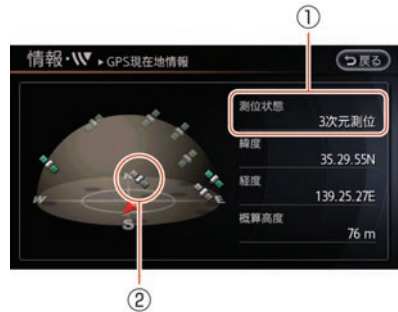 ①
情報・W ▸ GPS現在地情報
戻る
測位状態
3次元測位
緯度
35.29.55N
経度
139.25.27E
概算高度
76 m
W
S
②